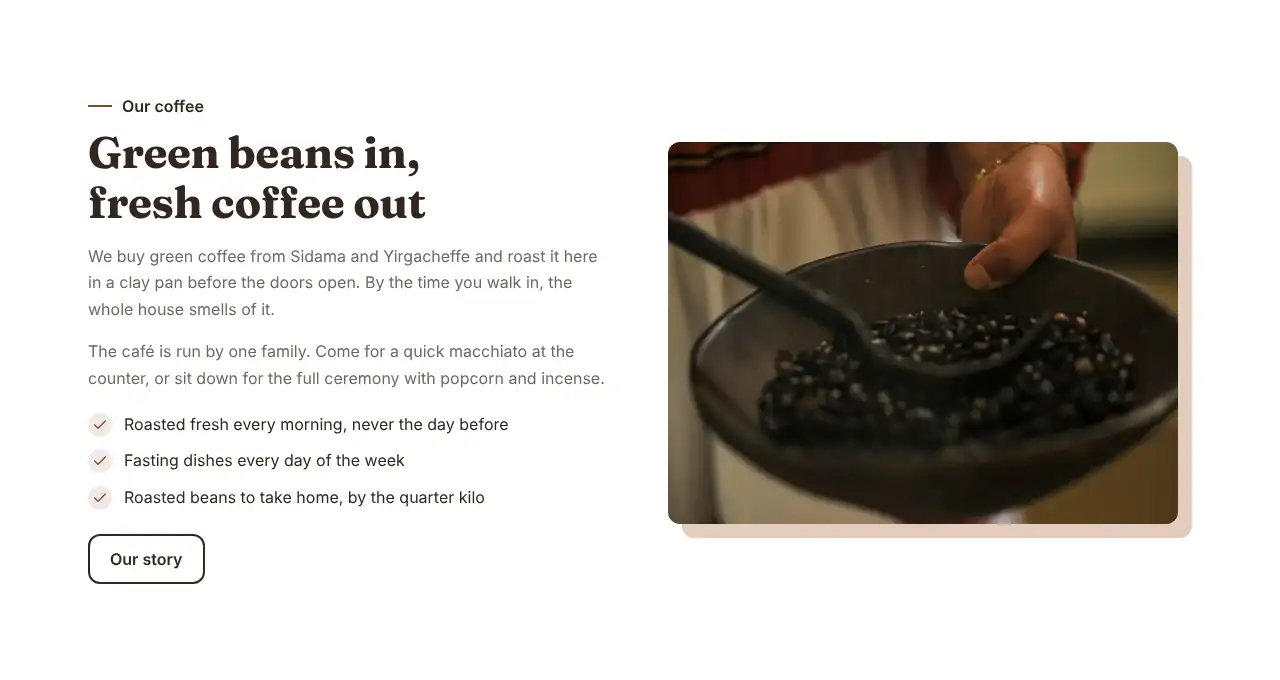 Our coffee
Green beans in,
fresh coffee out
We buy green coffee from Sidama and Yirgacheffe and roast it here
in a clay pan before the doors open. By the time you walk in, the
whole house smells of it.
The café is run by one family. Come for a quick macchiato at the
counter, or sit down for the full ceremony with popcorn and incense.
Roasted fresh every morning, never the day before
Fasting dishes every day of the week
Roasted beans to take home, by the quarter kilo
Our story